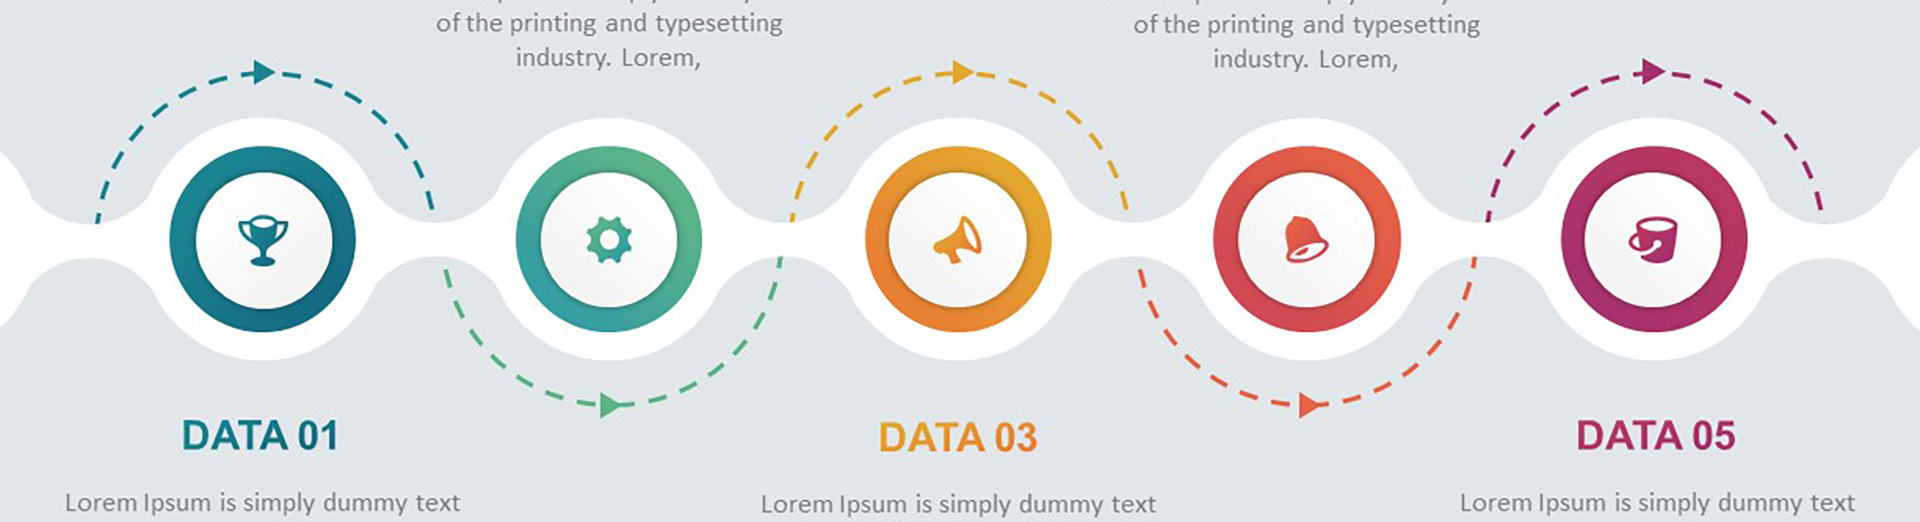 of the printing and typesetting
industry. Lorem,
of the printing and typesetting
industry. Lorem,
DATA 01
Lorem Ipsum is simply dummy text
DATA 03
Lorem Ipsum is simply dummy text
DATA 05
Lorem Ipsum is simply dummy text